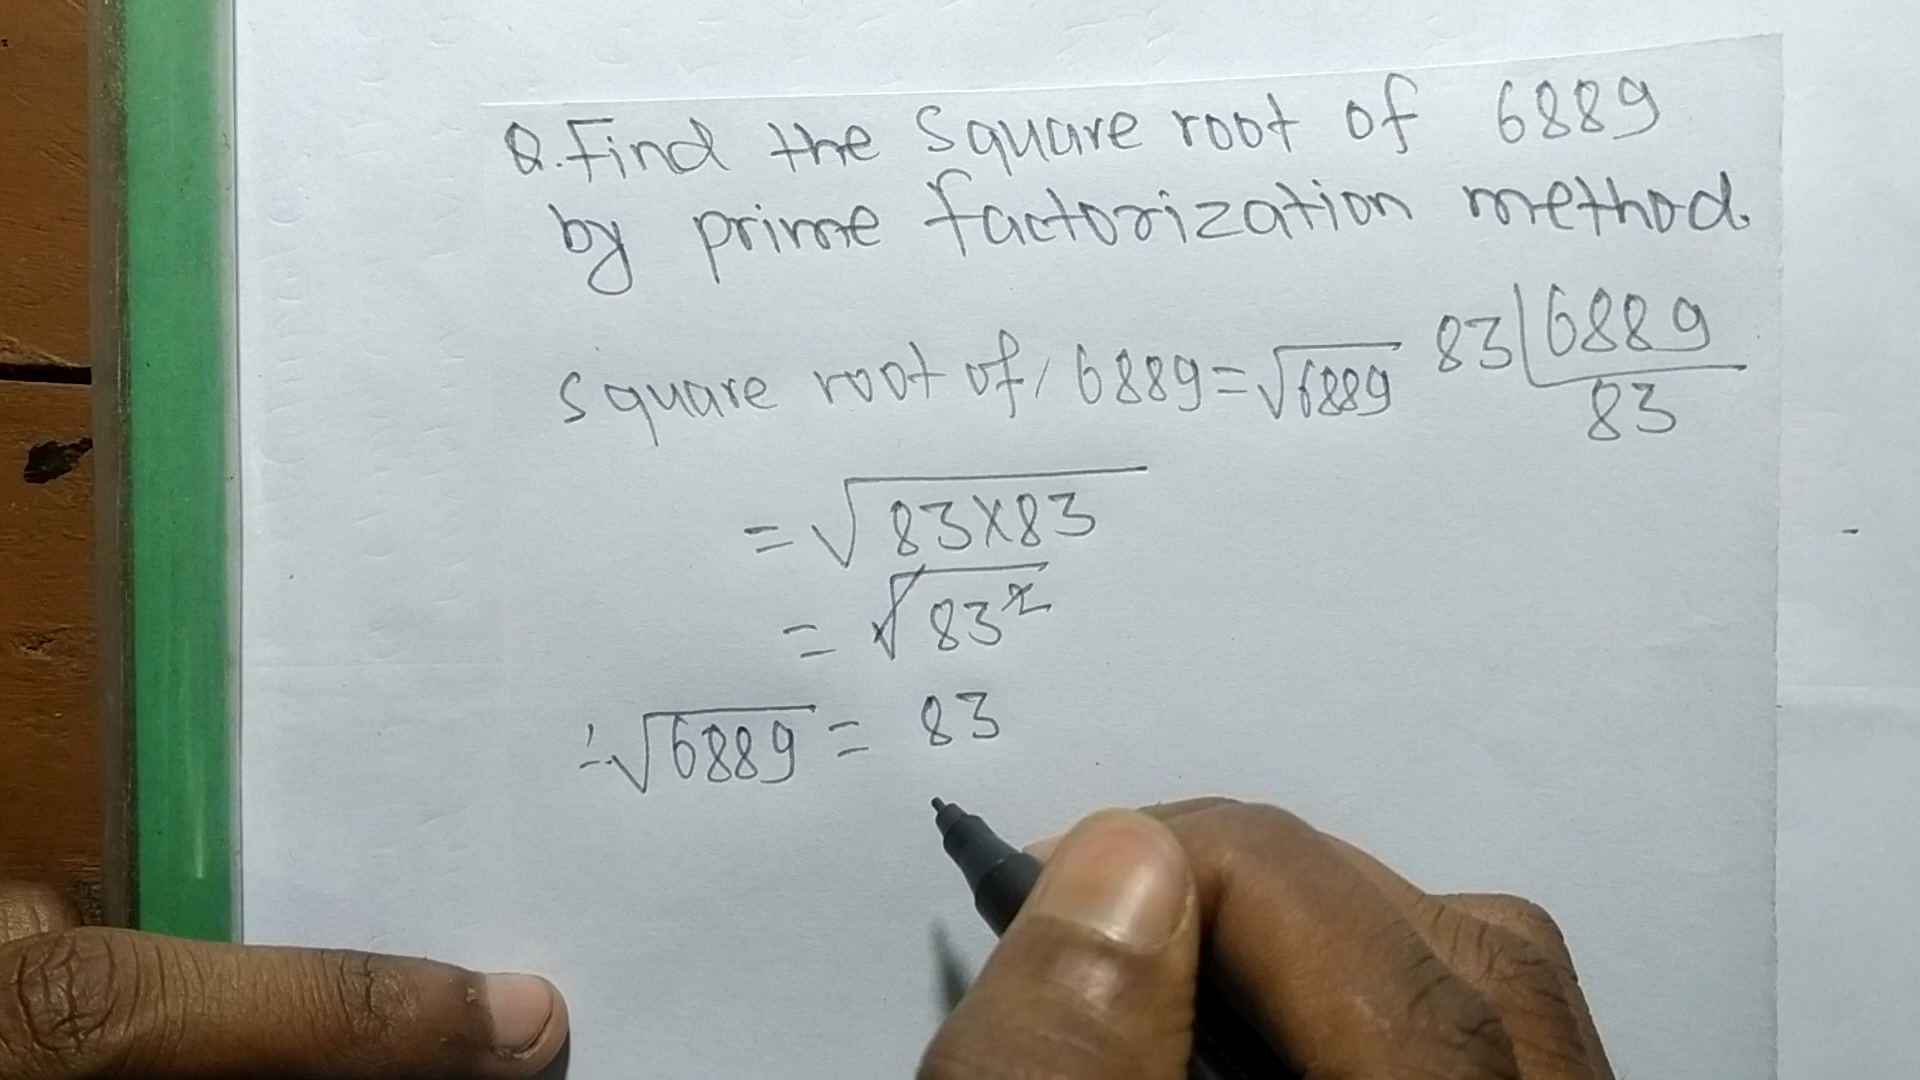 Q. Find the square root of 6889
by prime factorization method.
square root of, 6889 = √6889 83 | 6889
83
= √83×83
= √83²
∴ √6889 = 83